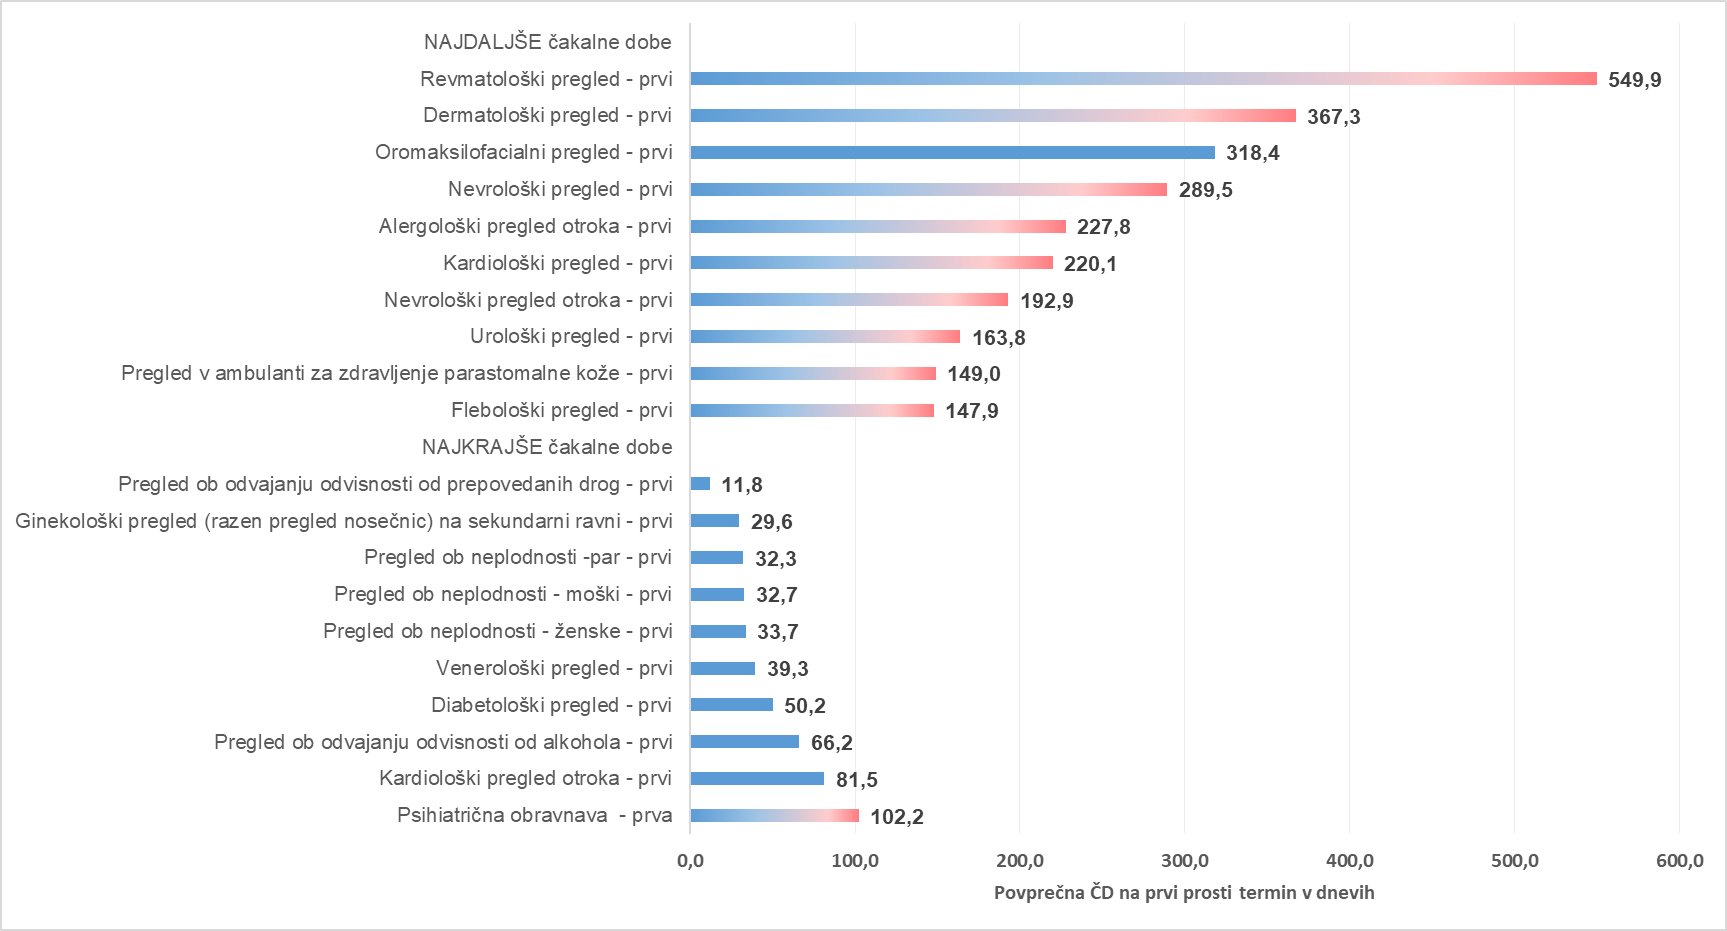 NAJDALJŠE čakalne dobe
Revmatološki pregled - prvi 549,9
Dermatološki pregled - prvi 367,3
Oromaksilofacialni pregled - prvi 318,4
Nevrološki pregled - prvi 289,5
Alergološki pregled otroka - prvi 227,8
Kardiološki pregled - prvi 220,1
Nevrološki pregled otroka - prvi 192,9
Urološki pregled - prvi 163,8
Pregled v ambulanti za zdravljenje parastomalne kože - prvi 149,0
Flebološki pregled - prvi 147,9
NAJKRAJŠE čakalne dobe
Pregled ob odvajanju odvisnosti od prepovedanih drog - prvi 11,8
Ginekološki pregled (razen pregled nosečnic) na sekundarni ravni - prvi 29,6
Pregled ob neplodnosti -par - prvi 32,3
Pregled ob neplodnosti - moški - prvi 32,7
Pregled ob neplodnosti - ženske - prvi 33,7
Venerološki pregled - prvi 39,3
Diabetološki pregled - prvi 50,2
Pregled ob odvajanju odvisnosti od alkohola - prvi 66,2
Kardiološki pregled otroka - prvi 81,5
Psihiatrična obravnava  - prva 102,2
0,0 100,0 200,0 300,0 400,0 500,0 600,0
Povprečna ČD na prvi prosti termin v dnevih